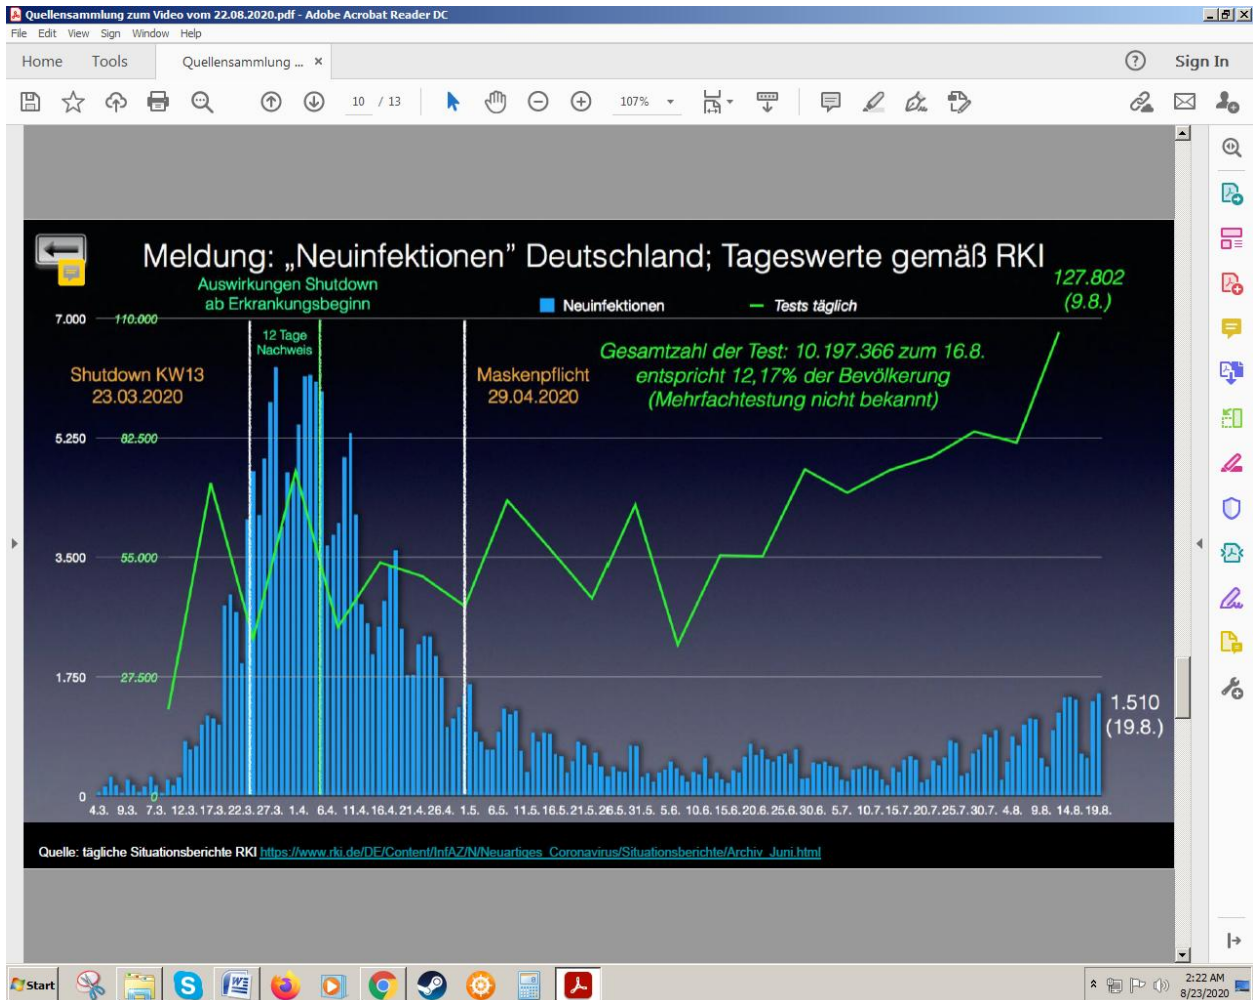 Quellensammlung zum Video vom 22.08.2020.pdf - Adobe Acrobat Reader DC
File Edit View Sign Window Help
Home Tools Quellensammlung ... × Sign In
10 / 13 107%
Meldung: „Neuinfektionen” Deutschland; Tageswerte gemäß RKI
Auswirkungen Shutdown
ab Erkrankungsbeginn
127.802
(9.8.)
Neuinfektionen Tests täglich
7.000 110.000
12 Tage
Nachweis
Gesamtzahl der Test: 10.197.366 zum 16.8.
entspricht 12,17% der Bevölkerung
(Mehrfachtestung nicht bekannt)
Shutdown KW13
23.03.2020
Maskenpflicht
29.04.2020
5.250 82.500
3.500 55.000
1.750 27.500
1.510
(19.8.)
0 0
4.3. 9.3. 7.3. 12.3. 17.3. 22.3. 27.3. 1.4. 6.4. 11.4. 16.4. 21.4. 26.4. 1.5. 6.5. 11.5. 16.5. 21.5. 26.5. 31.5. 5.6. 10.6. 15.6. 20.6. 25.6. 30.6. 5.7. 10.7. 15.7. 20.7. 25.7. 30.7. 4.8. 9.8. 14.8. 19.8.
Quelle: tägliche Situationsberichte RKI https://www.rki.de/DE/Content/InfAZ/N/Neuartiges_Coronavirus/Situationsberichte/Archiv_Juni.html
Start 2:22 AM
8/23/2020